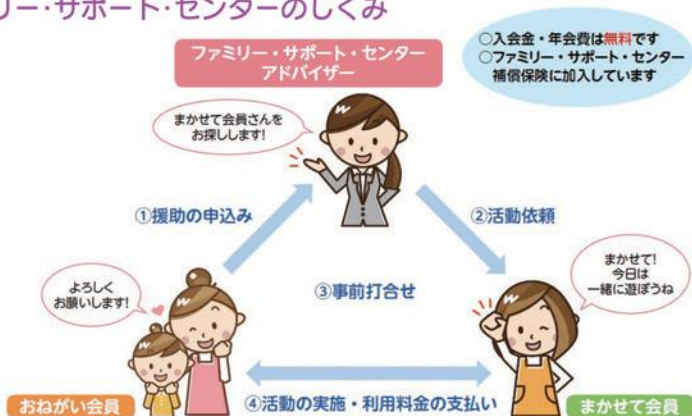 リー・サポート・センターのしくみ
○入会金・年会費は無料です
○ファミリー・サポート・センター
補償保険に加入しています
ファミリー・サポート・センター
アドバイザー
まかせて会員さんを
お探しします!
①援助の申込み
②活動依頼
③事前打合せ
よろしく
お願いします!
まかせて!
今日は
一緒に遊ぼうね
④活動の実施・利用料金の支払い
おねがい会員
まかせて会員